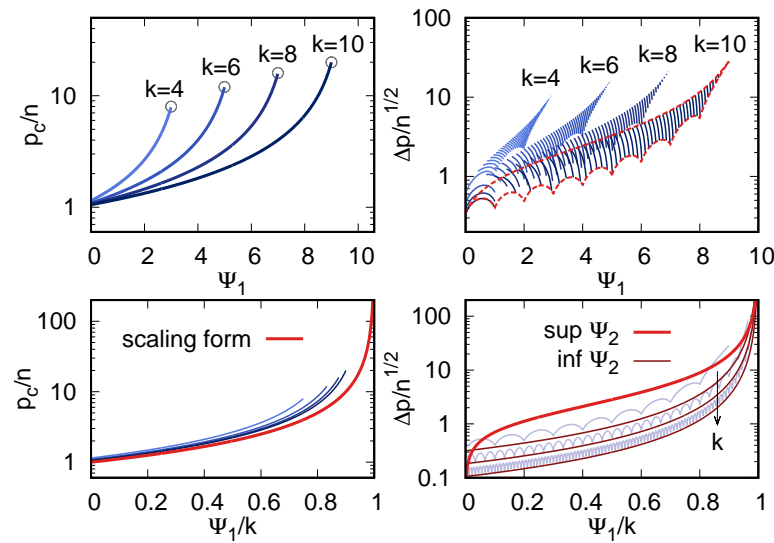 100
10
1
p_c/n
k=4
k=6
k=8
k=10
0 2 4 6 8 10
Ψ_1
100
10
1
Δp/n^{1/2}
k=4
k=6
k=8
k=10
0 2 4 6 8 10
Ψ_1
100
10
1
p_c/n
scaling form
0 0.2 0.4 0.6 0.8 1
Ψ_1/k
100
10
1
0.1
Δp/n^{1/2}
sup Ψ_2
inf Ψ_2
k
0 0.2 0.4 0.6 0.8 1
Ψ_1/k